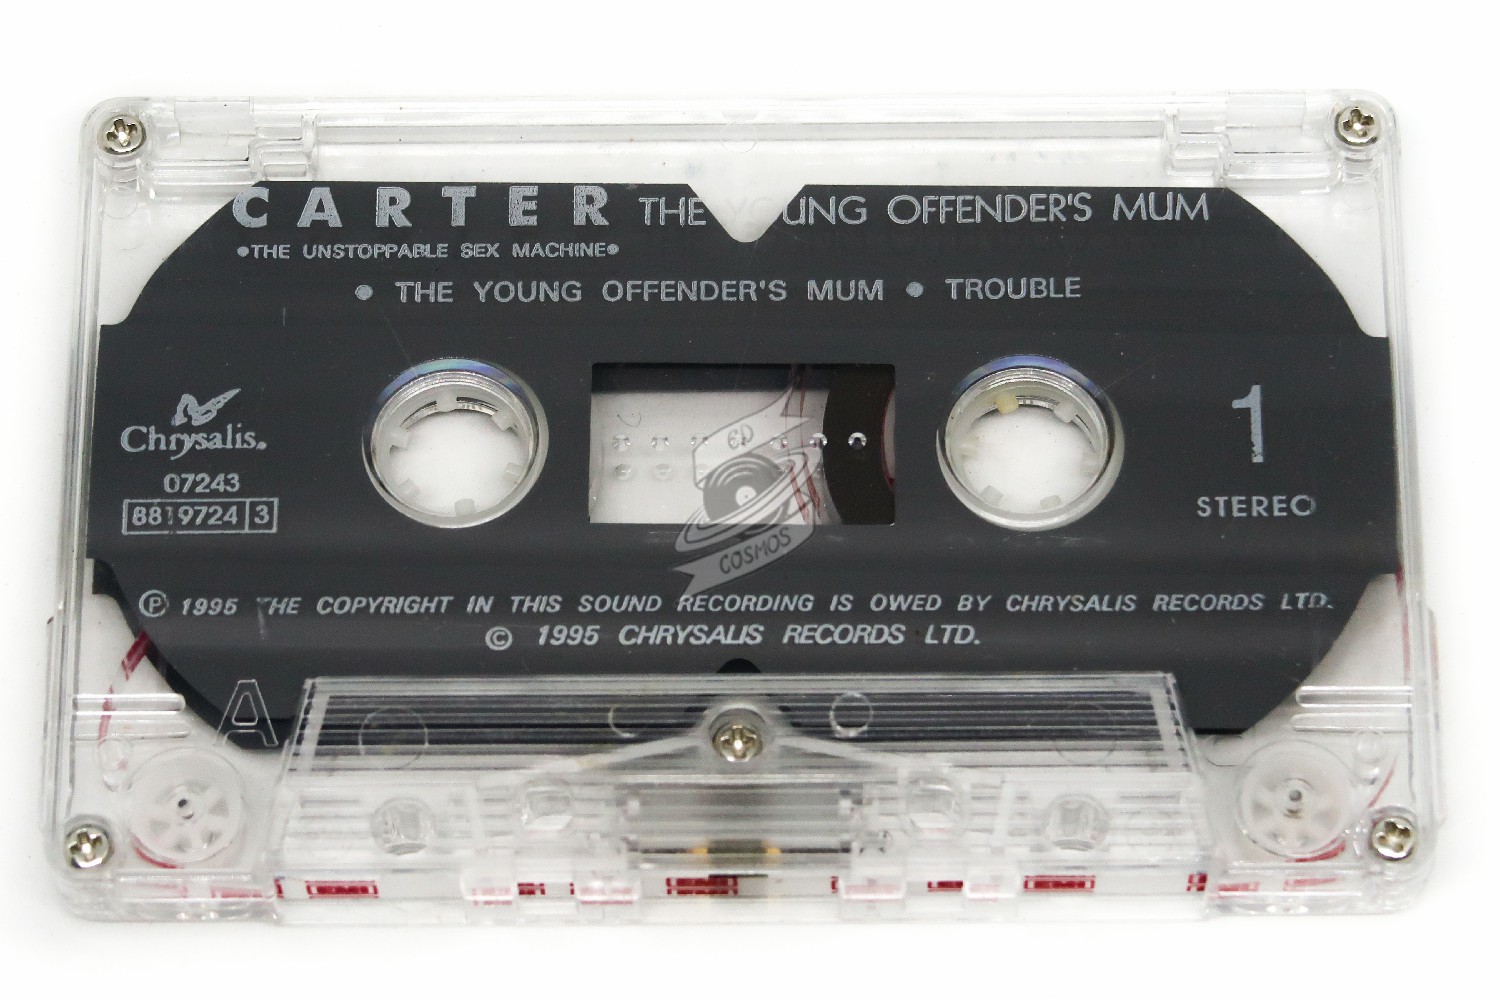 CARTER THE YOUNG OFFENDER'S MUM
•THE UNSTOPPABLE SEX MACHINE•
• THE YOUNG OFFENDER'S MUM • TROUBLE
Chrysalis.
07243
8819724 3
1
STEREO
CD
COSMOS
℗ 1995 THE COPYRIGHT IN THIS SOUND RECORDING IS OWED BY CHRYSALIS RECORDS LTD.
© 1995 CHRYSALIS RECORDS LTD.
A